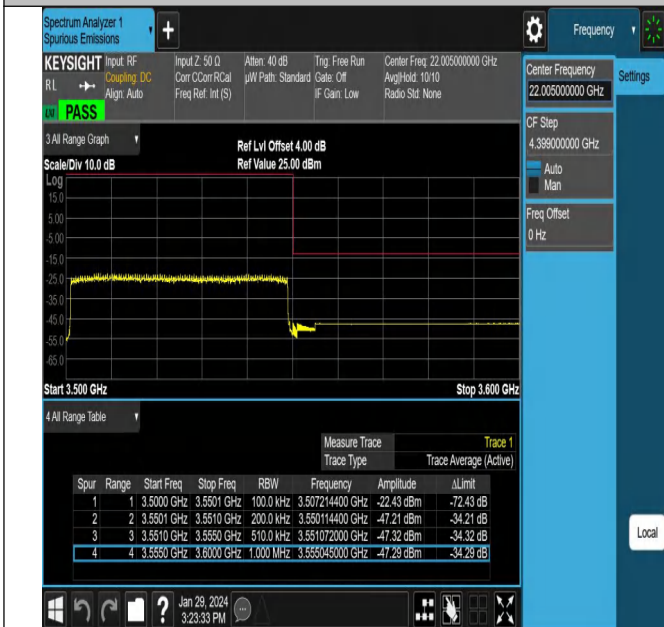 Spectrum Analyzer 1
Spurious Emissions
Frequency
KEYSIGHT
RL
Input: RF
Coupling: DC
Align: Auto
Input Z: 50 Ω
Corr CCorr RCal
Freq Ref: Int (S)
Atten: 40 dB
µW Path: Standard
Trig: Free Run
Gate: Off
IF Gain: Low
Center Freq: 22.005000000 GHz
Avg|Hold: 10/10
Radio Std: None
PASS
Center Frequency
22.005000000 GHz
Settings
CF Step
4.399000000 GHz
Auto
Man
Freq Offset
0 Hz
3 All Range Graph
Ref Lvl Offset 4.00 dB
Scale/Div 10.0 dB
Ref Value 25.00 dBm
Log
15.0
5.00
-5.00
-15.0
-25.0
-35.0
-45.0
-55.0
-65.0
Start 3.500 GHz
Stop 3.600 GHz
4 All Range Table
Measure Trace Trace 1
Trace Type Trace Average (Active)
Spur Range Start Freq Stop Freq RBW Frequency Amplitude ΔLimit
1 1 3.5000 GHz 3.5501 GHz 100.0 kHz 3.507214400 GHz -22.43 dBm -72.43 dB
2 2 3.5501 GHz 3.5510 GHz 200.0 kHz 3.550114400 GHz -47.21 dBm -34.21 dB
3 3 3.5510 GHz 3.5550 GHz 510.0 kHz 3.551072000 GHz -47.32 dBm -34.32 dB
4 4 3.5550 GHz 3.6000 GHz 1.000 MHz 3.555045000 GHz -47.29 dBm -34.29 dB
Local
Jan 29, 2024
3:23:33 PM